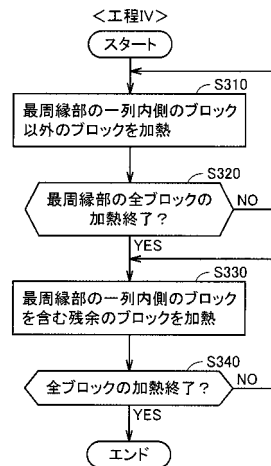 ＜工程IV＞
スタート
S310
最周縁部の一列内側のブロック
以外のブロックを加熱
S320
最周縁部の全ブロックの
加熱終了？
NO
YES
S330
最周縁部の一列内側のブロック
を含む残余のブロックを加熱
S340
全ブロックの加熱終了？
NO
YES
エンド